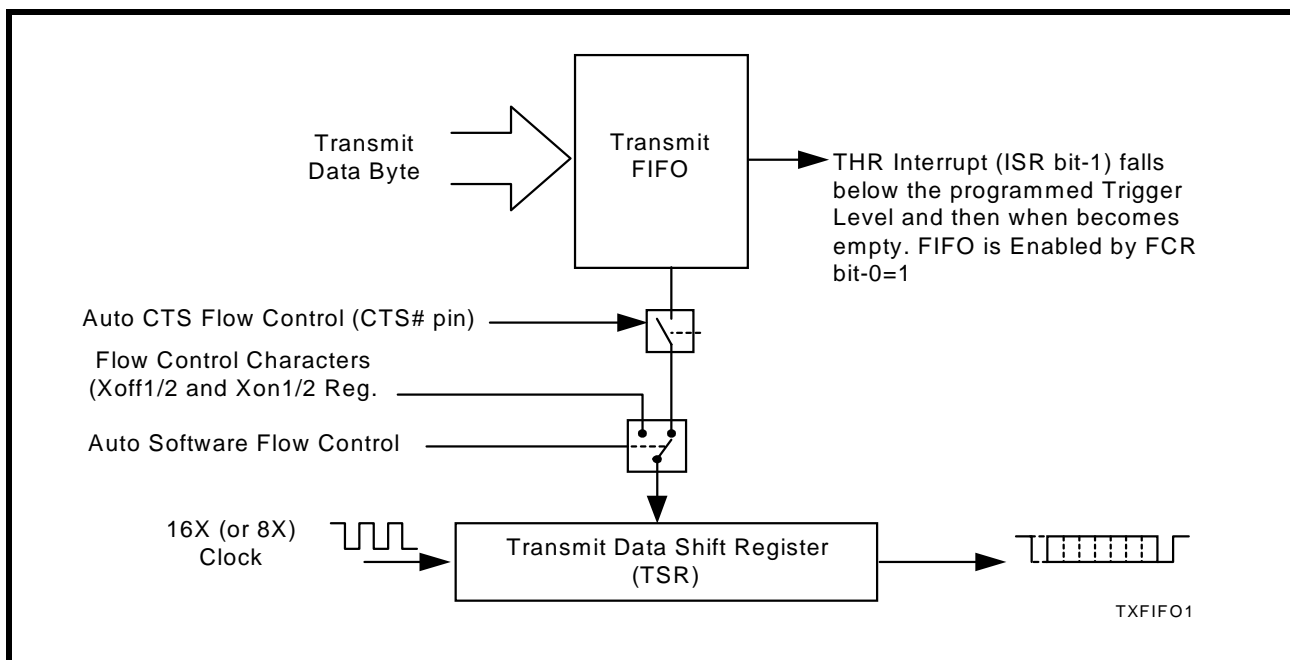 Transmit
Data Byte
Transmit
FIFO
THR Interrupt (ISR bit-1) falls
below the programmed Trigger
Level and then when becomes
empty. FIFO is Enabled by FCR
bit-0=1
Auto CTS Flow Control (CTS# pin)
Flow Control Characters
(Xoff1/2 and Xon1/2 Reg.
Auto Software Flow Control
16X (or 8X)
Clock
Transmit Data Shift Register
(TSR)
TXFIFO1